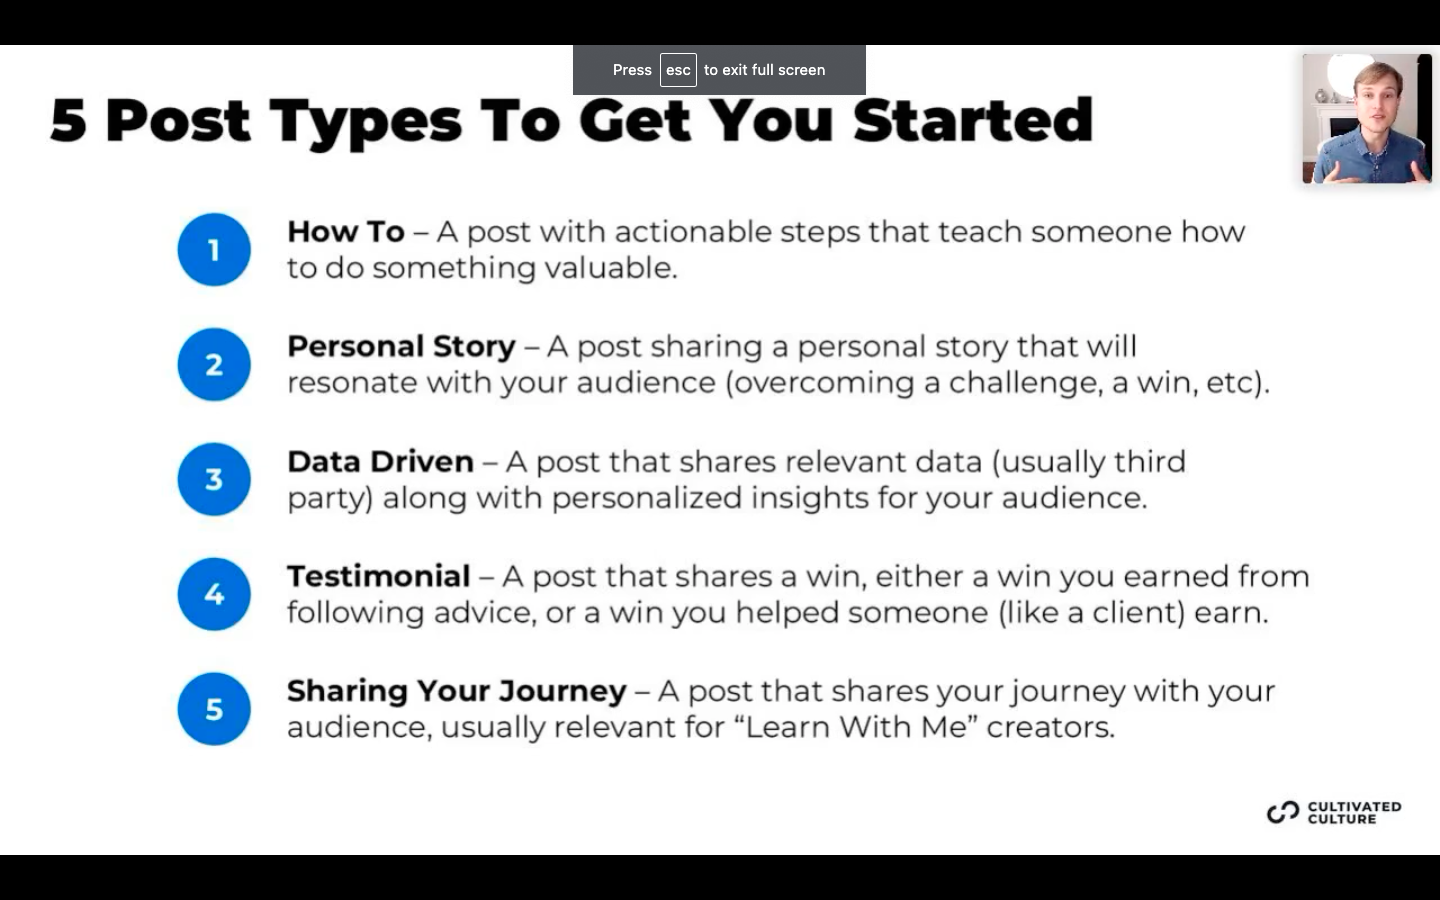 Press esc to exit full screen
5 Post Types To Get You Started
1
How To – A post with actionable steps that teach someone how
to do something valuable.
2
Personal Story – A post sharing a personal story that will
resonate with your audience (overcoming a challenge, a win, etc).
3
Data Driven – A post that shares relevant data (usually third
party) along with personalized insights for your audience.
4
Testimonial – A post that shares a win, either a win you earned from
following advice, or a win you helped someone (like a client) earn.
5
Sharing Your Journey – A post that shares your journey with your
audience, usually relevant for “Learn With Me” creators.
CULTIVATED
CULTURE